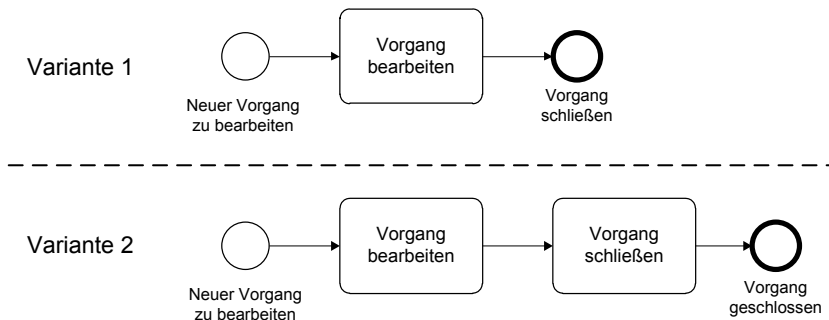 Variante 1
Vorgang
bearbeiten
Neuer Vorgang
zu bearbeiten
Vorgang
schließen
Variante 2
Vorgang
bearbeiten
Vorgang
schließen
Neuer Vorgang
zu bearbeiten
Vorgang
geschlossen